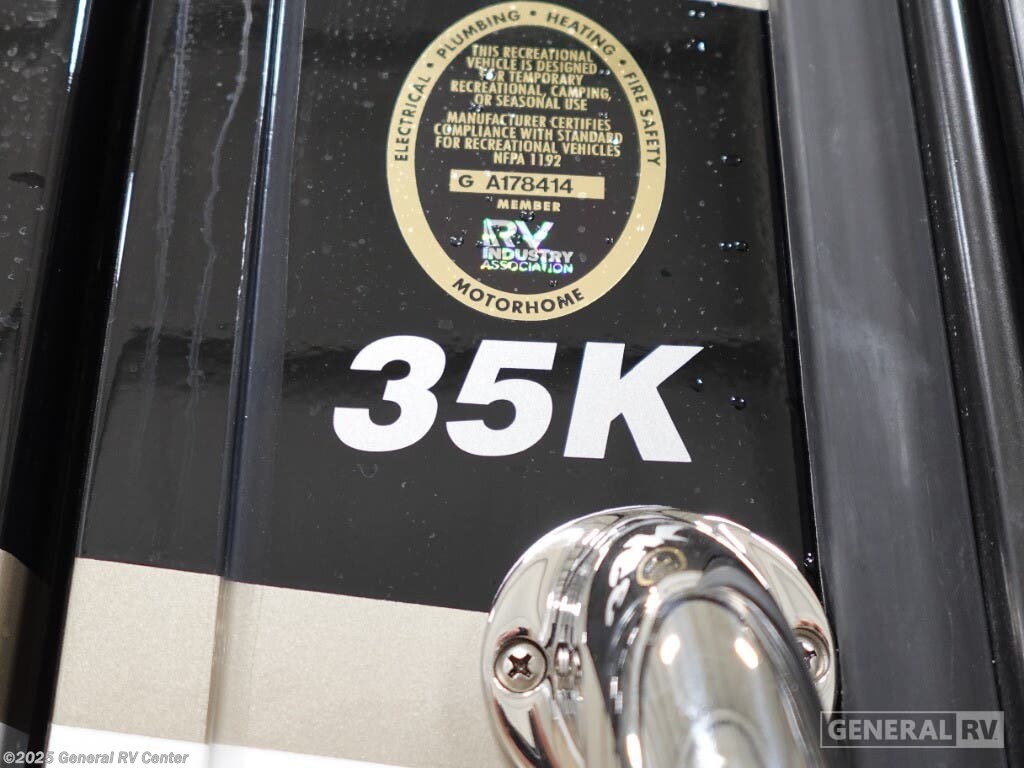 ELECTRICAL • PLUMBING • HEATING • FIRE SAFETY
THIS RECREATIONAL
VEHICLE IS DESIGNED
FOR TEMPORARY
RECREATIONAL, CAMPING,
OR SEASONAL USE
MANUFACTURER CERTIFIES
COMPLIANCE WITH STANDARD
FOR RECREATIONAL VEHICLES
NFPA 1192
G A178414
MEMBER
RV
INDUSTRY
ASSOCIATION
MOTORHOME
35K
GENERAL RV
©2025 General RV Center